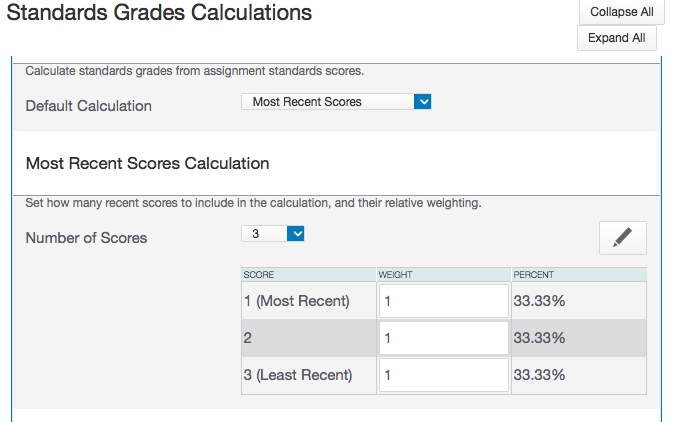 Standards Grades Calculations
Collapse All
Expand All
Calculate standards grades from assignment standards scores.
Default Calculation
Most Recent Scores
Most Recent Scores Calculation
Set how many recent scores to include in the calculation, and their relative weighting.
Number of Scores
3
SCORE WEIGHT PERCENT
1 (Most Recent) 1 33.33%
2 1 33.33%
3 (Least Recent) 1 33.33%